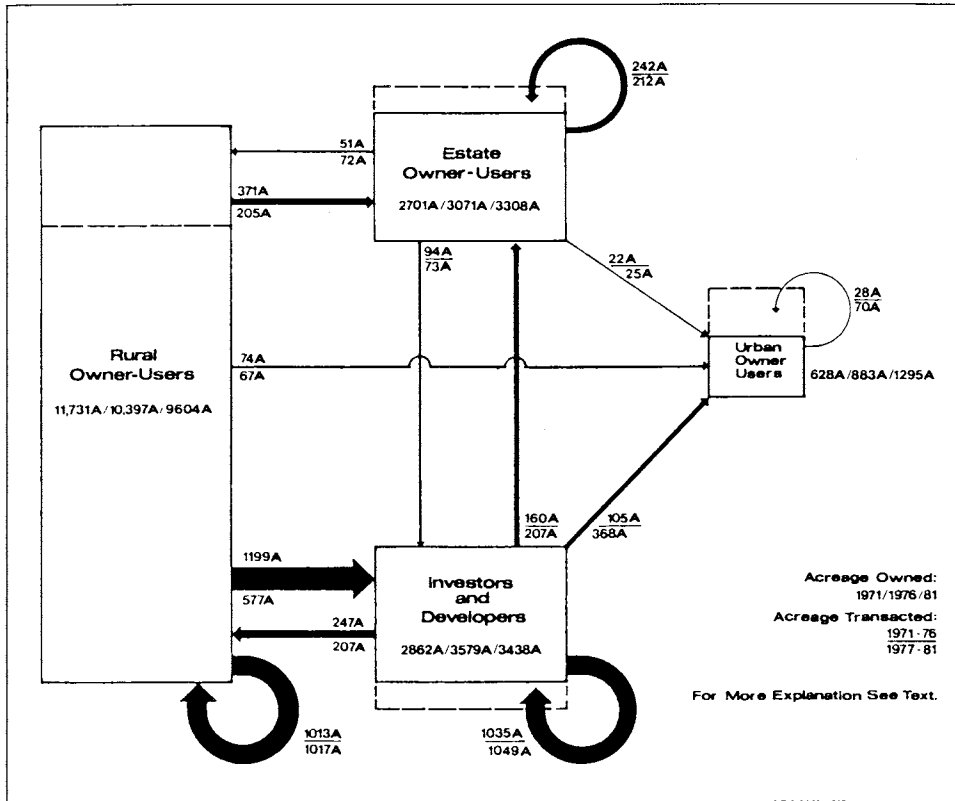 242A
212A
51A
72A
Estate
Owner-Users
2701A/3071A/3308A
371A
205A
94A
73A
22A
25A
28A
70A
Urban
Owner
Users
628A/883A/1295A
Rural
Owner-Users
11,731A/10,397A/9604A
74A
67A
160A
207A
105A
368A
1199A
577A
Investors
and
Developers
2862A/3579A/3438A
247A
207A
Acreage Owned:
1971/1976/81
Acreage Transacted:
1971-76
1977-81
For More Explanation See Text.
1013A
1017A
1035A
1049A